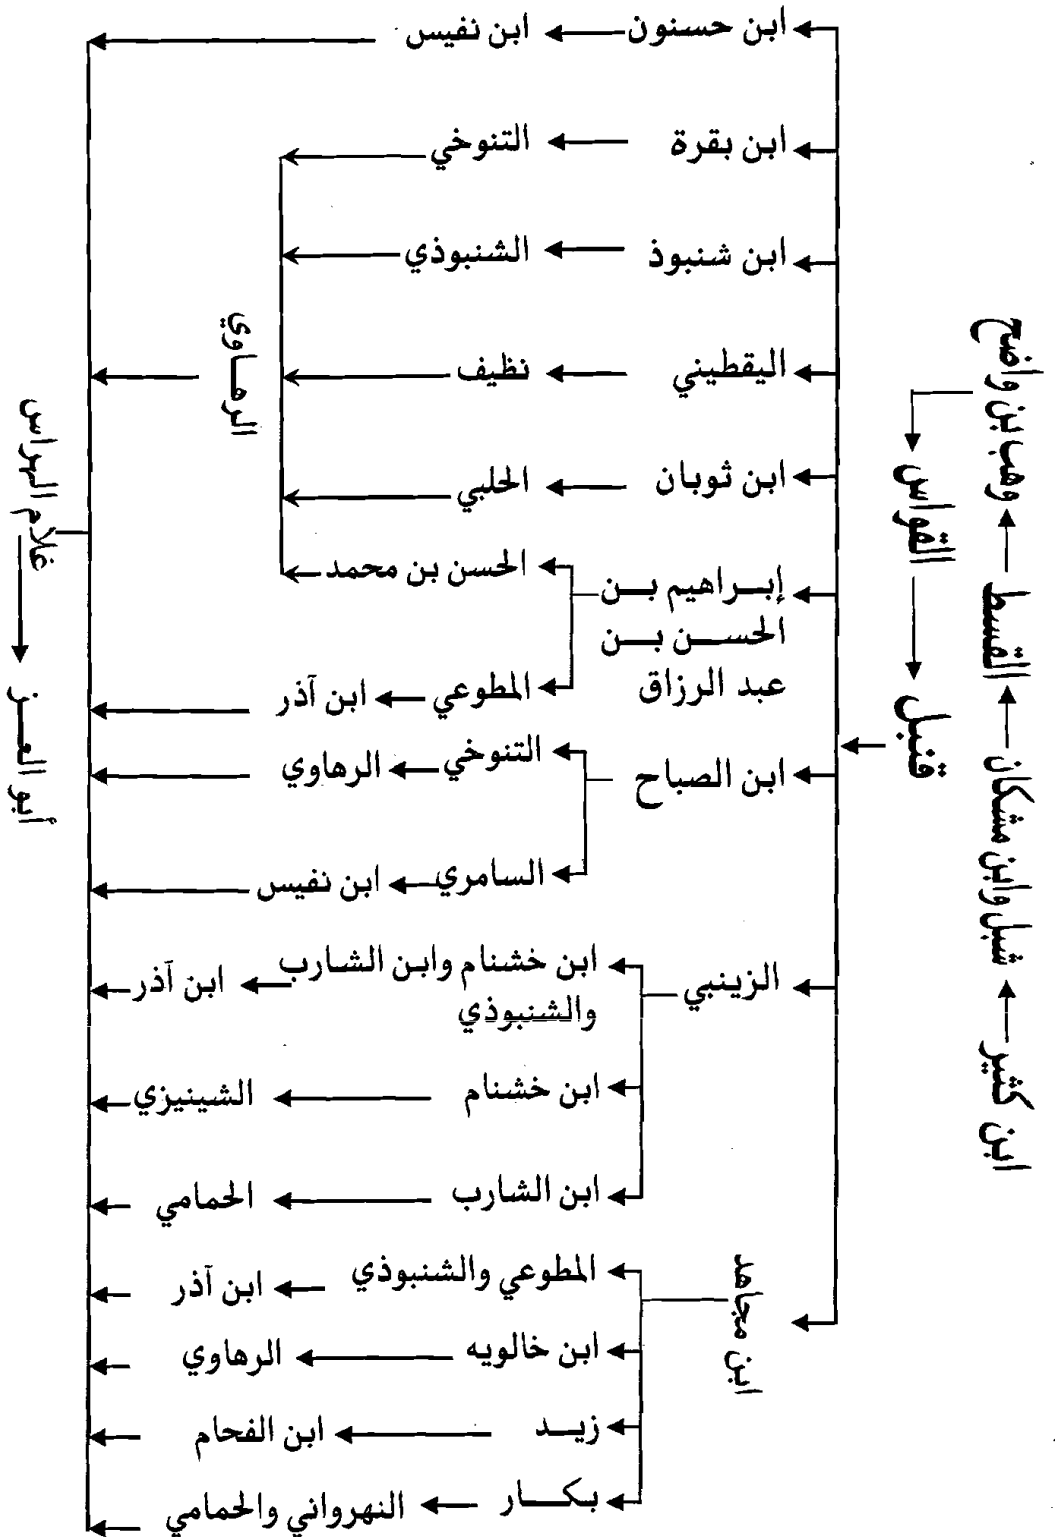 ابن كثير
شبل وابن مشكان
القسط
وهب بن واضح
القواس
قنبل
ابن حسنون
ابن نفيس
ابن بقرة
التنوخي
ابن شنبوذ
الشنبوذي
اليقطيني
نظيف
ابن ثوبان
الحلبي
إبراهيم بن
الحسن بن
عبد الرزاق
الحسن بن محمد
الرهاوي
المطوعي
ابن آذر
ابن الصباح
التنوخي
الرهاوي
السامري
ابن نفيس
الزينبي
ابن خشنام وابن الشارب
والشنبوذي
ابن آذر
ابن خشنام
الشينيزي
ابن الشارب
الحمامي
ابن مجاهد
المطوعي والشنبوذي
ابن آذر
ابن خالويه
الرهاوي
زيد
ابن الفحام
بكار
النهرواني والحمامي
غلام الهراس
أبو العز